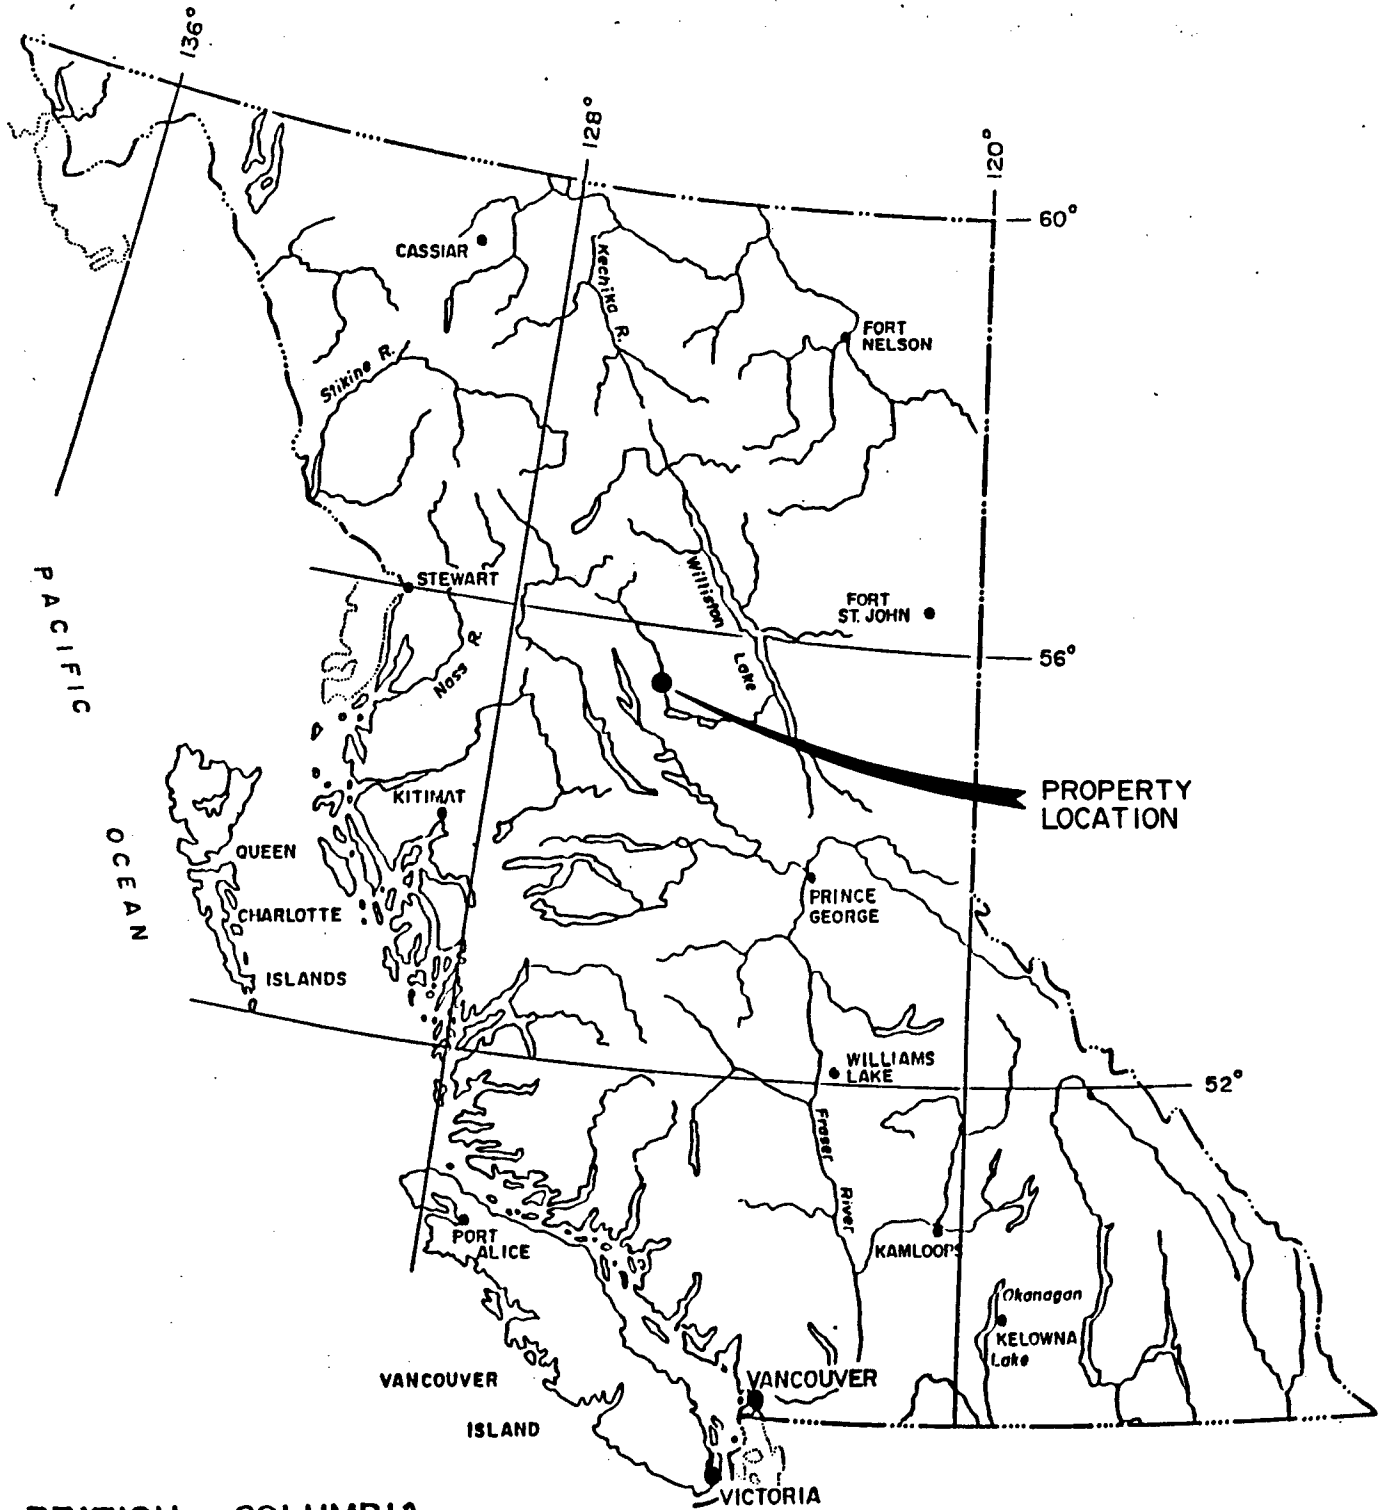 136°
128°
120°
60°
CASSIAR
Kechika R.
FORT
NELSON
Stikine R.
STEWART
Williston
Lake
FORT
ST. JOHN
56°
Nass R
PACIFIC
OCEAN
PROPERTY
LOCATION
KITIMAT
QUEEN
CHARLOTTE
ISLANDS
PRINCE
GEORGE
WILLIAMS
LAKE
52°
Fraser
River
PORT
ALICE
KAMLOOPS
Okanagan
KELOWNA
Lake
VANCOUVER
ISLAND
VANCOUVER
VICTORIA
BRITISH COLUMBIA